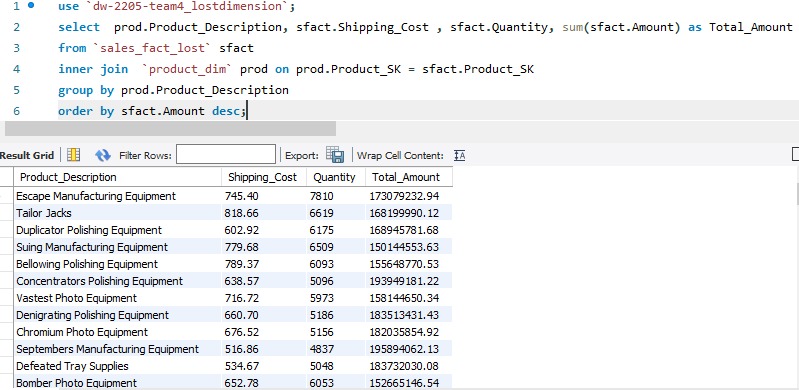 1 use `dw-2205-team4_lostdimension`;
2 select prod.Product_Description, sfact.Shipping_Cost , sfact.Quantity, sum(sfact.Amount) as Total_Amount
3 from `sales_fact_lost` sfact
4 inner join `product_dim` prod on prod.Product_SK = sfact.Product_SK
5 group by prod.Product_Description
6 order by sfact.Amount desc;
Result Grid Filter Rows: Export: Wrap Cell Content: IA
Product_Description Shipping_Cost Quantity Total_Amount
Escape Manufacturing Equipment 745.40 7810 173079232.94
Tailor Jacks 818.66 6619 168199990.12
Duplicator Polishing Equipment 602.92 6175 168945781.68
Suing Manufacturing Equipment 779.68 6509 150144553.63
Bellowing Polishing Equipment 789.37 6093 155648770.53
Concentrators Polishing Equipment 638.57 5096 193949181.22
Vastest Photo Equipment 716.72 5973 158144650.34
Denigrating Polishing Equipment 660.70 5186 183513431.43
Chromium Photo Equipment 676.52 5156 182035854.92
Septembers Manufacturing Equipment 516.86 4837 195894062.13
Defeated Tray Supplies 534.67 5048 183732030.08
Bomber Photo Equipment 652.78 6053 152665146.54